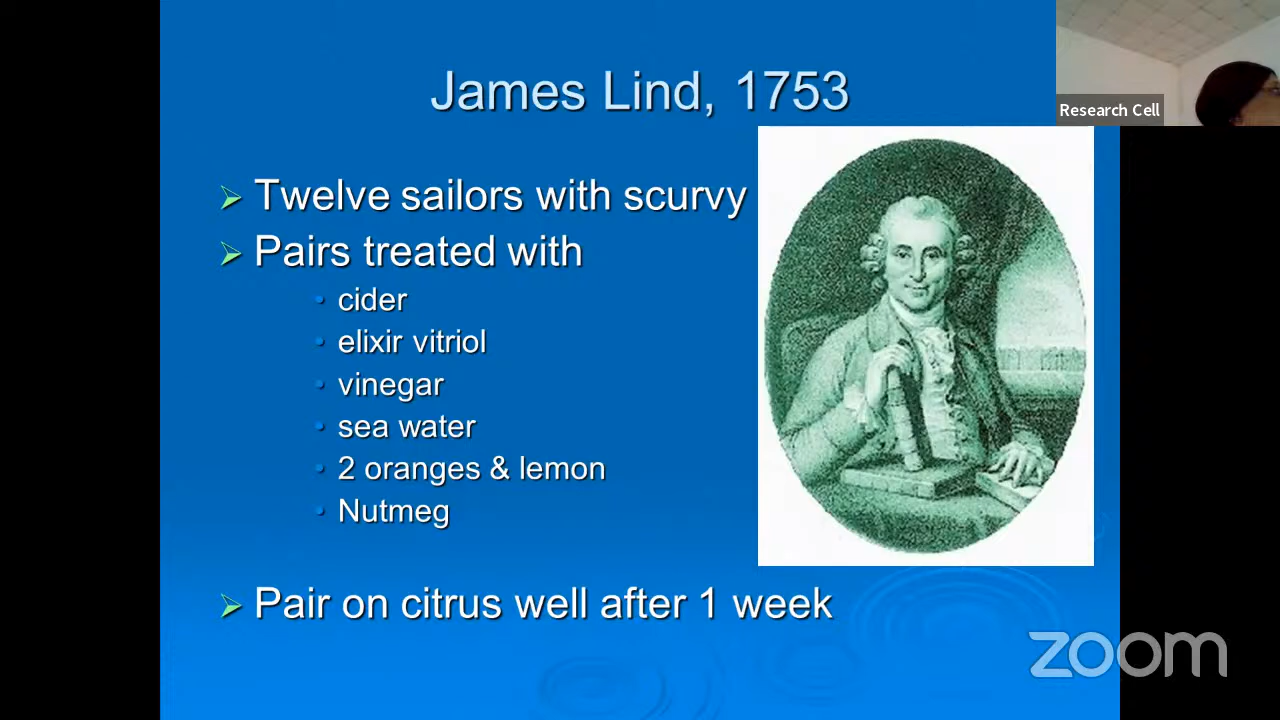 James Lind, 1753
Research Cell
Twelve sailors with scurvy
Pairs treated with
cider
elixir vitriol
vinegar
sea water
2 oranges & lemon
Nutmeg
Pair on citrus well after 1 week
zoom